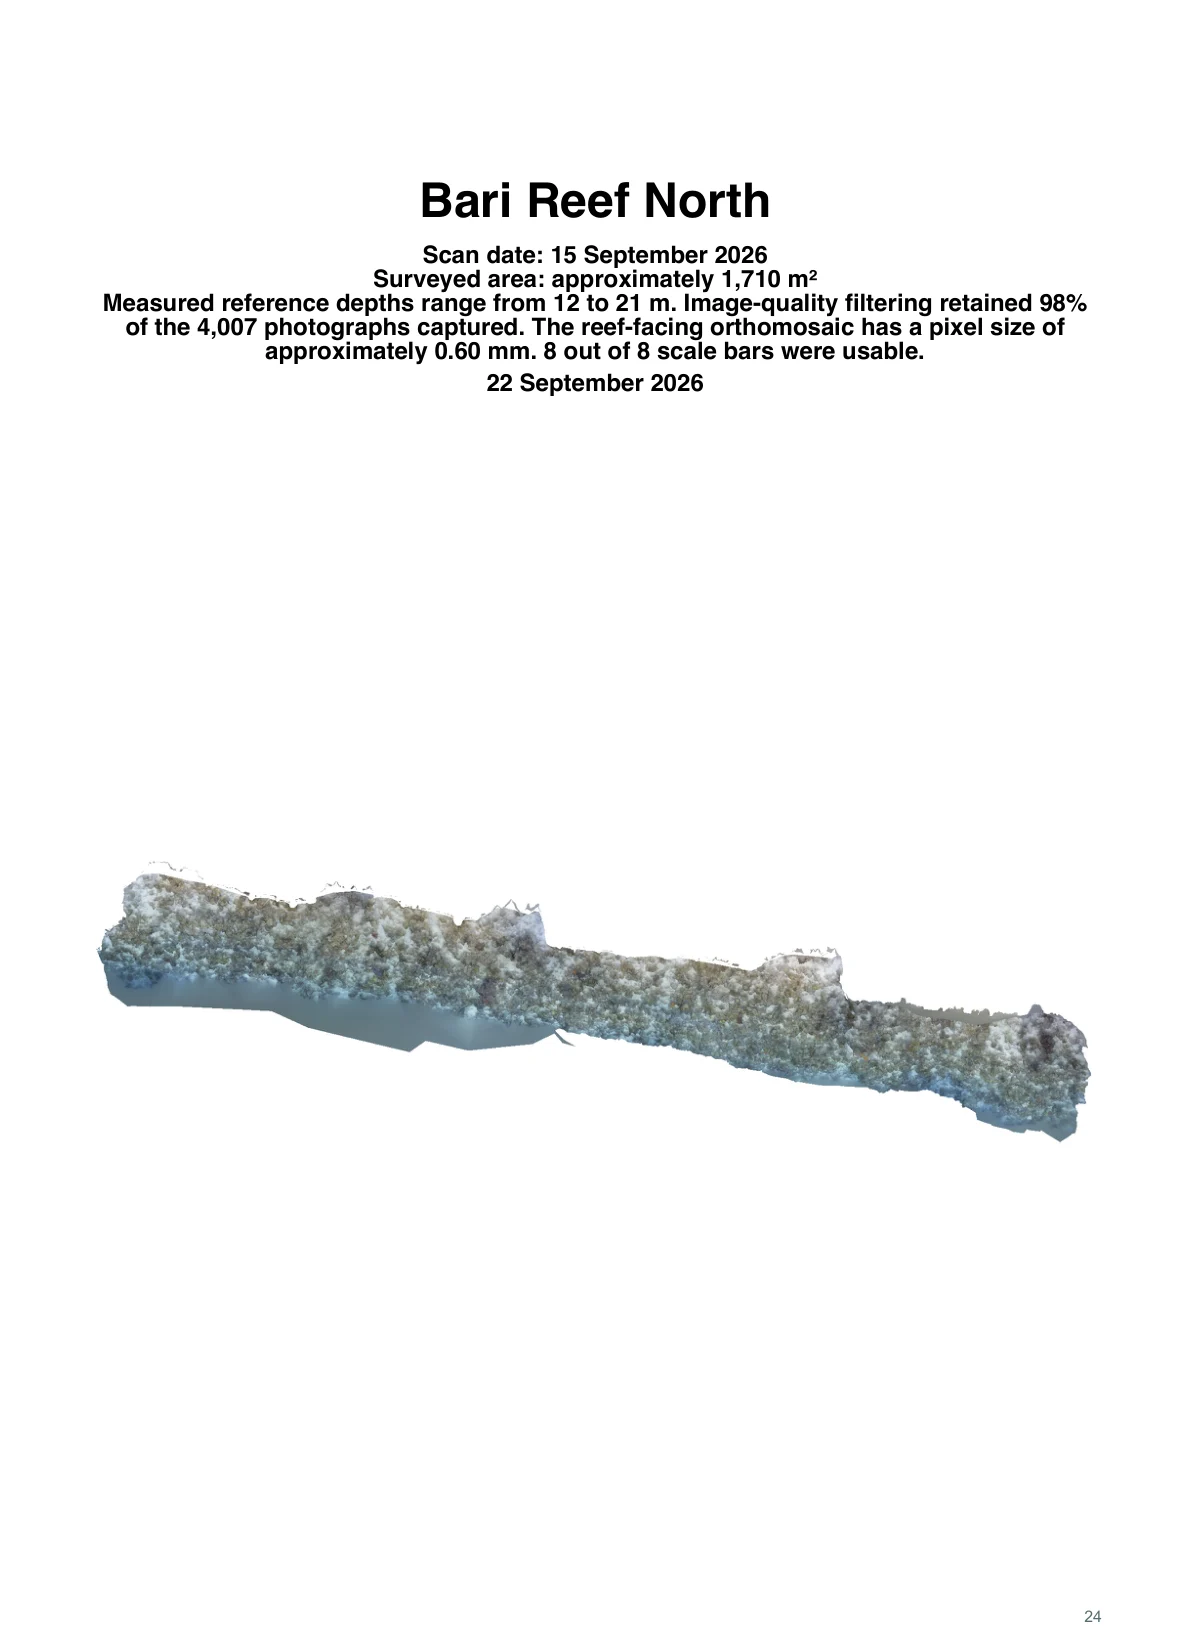 Bari Reef North
Scan date: 15 September 2026
Surveyed area: approximately 1,710 m²
Measured reference depths range from 12 to 21 m. Image-quality filtering retained 98%
of the 4,007 photographs captured. The reef-facing orthomosaic has a pixel size of
approximately 0.60 mm. 8 out of 8 scale bars were usable.
22 September 2026
24